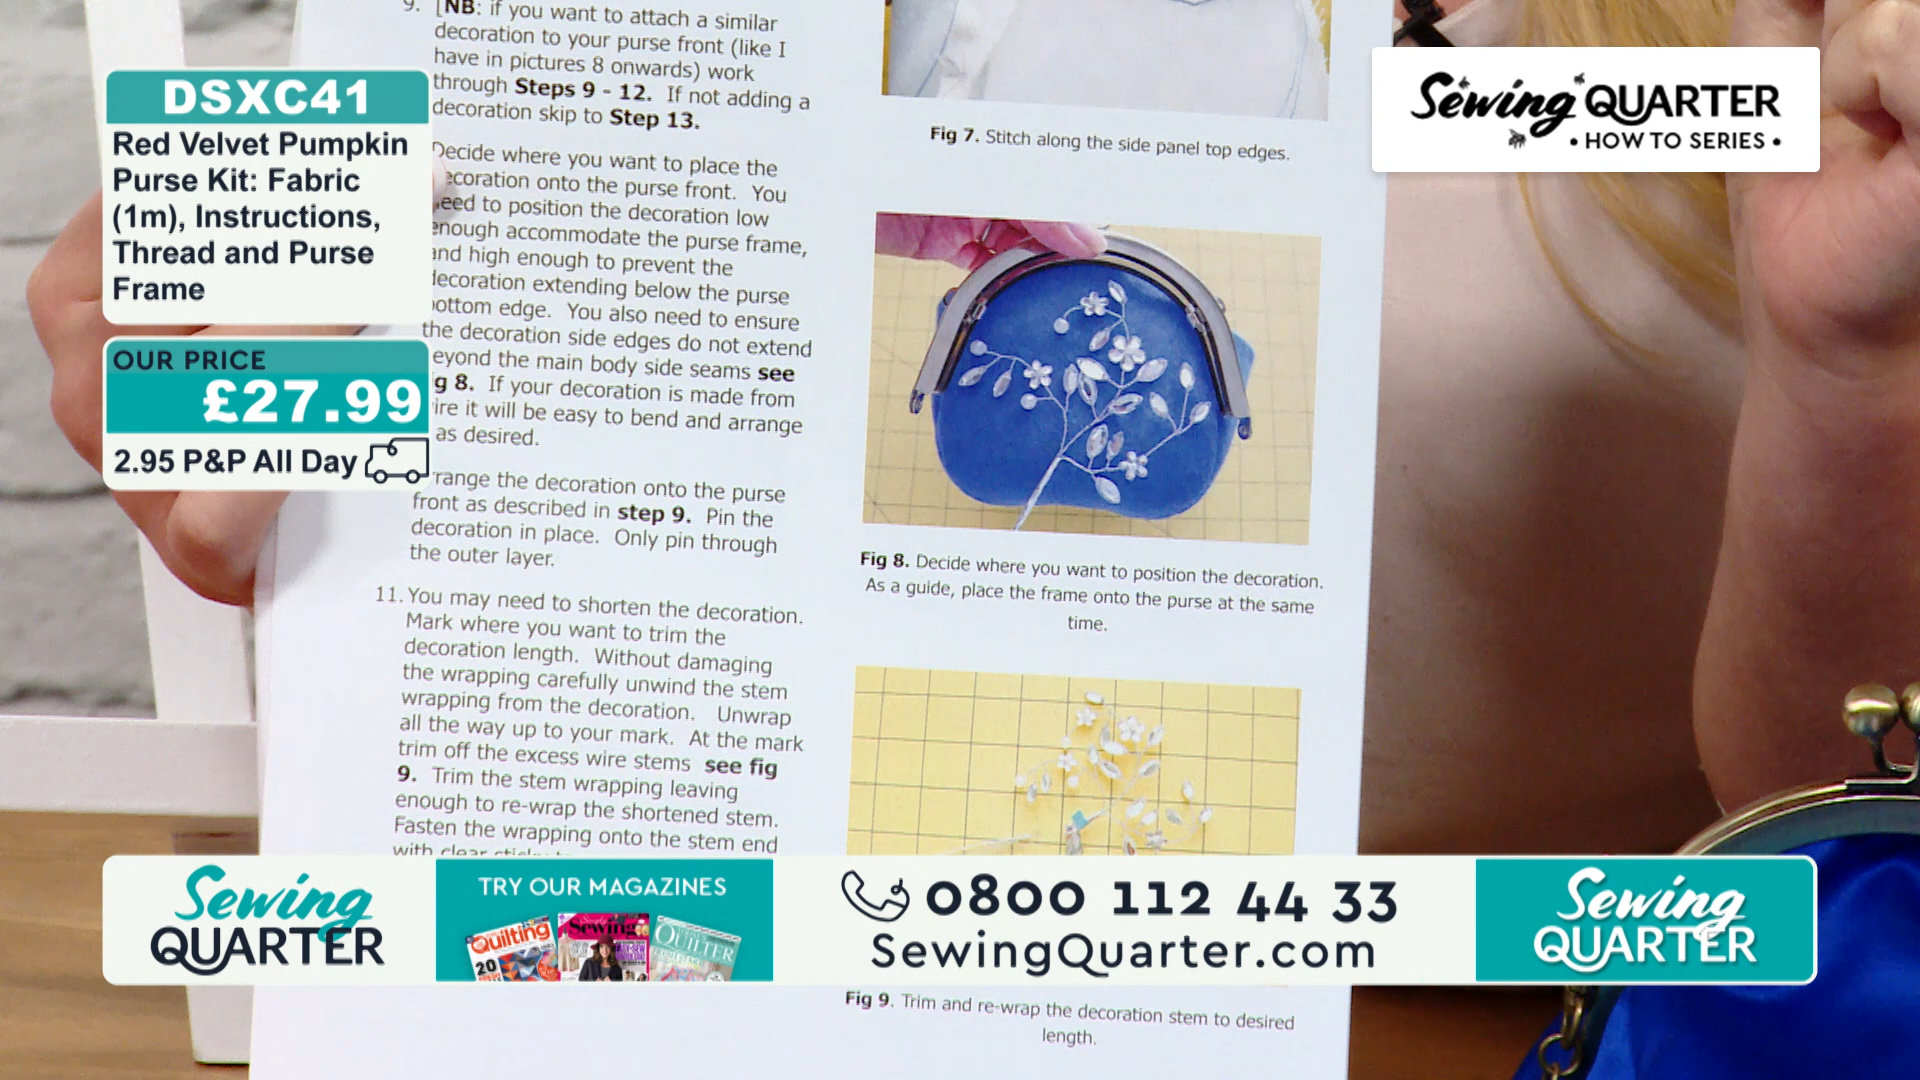 DSXC41
Red Velvet Pumpkin
Purse Kit: Fabric
(1m), Instructions,
Thread and Purse
Frame
OUR PRICE
£27.99
2.95 P&P All Day
9. [NB: if you want to attach a similar
decoration to your purse front (like I
have in pictures 8 onwards) work
through Steps 9 - 12. If not adding a
decoration skip to Step 13.
Decide where you want to place the
ecoration onto the purse front. You
eed to position the decoration low
enough accommodate the purse frame,
and high enough to prevent the
decoration extending below the purse
bottom edge. You also need to ensure
the decoration side edges do not extend
eyond the main body side seams see
g 8. If your decoration is made from
ire it will be easy to bend and arrange
as desired.
rrange the decoration onto the purse
front as described in step 9. Pin the
decoration in place. Only pin through
the outer layer.
11. You may need to shorten the decoration.
Mark where you want to trim the
decoration length. Without damaging
the wrapping carefully unwind the stem
wrapping from the decoration. Unwrap
all the way up to your mark. At the mark
trim off the excess wire stems see fig
9. Trim the stem wrapping leaving
enough to re-wrap the shortened stem.
Fasten the wrapping onto the stem end
with clear
Fig 7. Stitch along the side panel top edges.
Fig 8. Decide where you want to position the decoration.
As a guide, place the frame onto the purse at the same
time.
Fig 9. Trim and re-wrap the decoration stem to desired
length.
Sewing QUARTER
• HOW TO SERIES •
Sewing
QUARTER
TRY OUR MAGAZINES
Quilting
20
Sewing
QUILTER
0800 112 44 33
SewingQuarter.com
Sewing
QUARTER